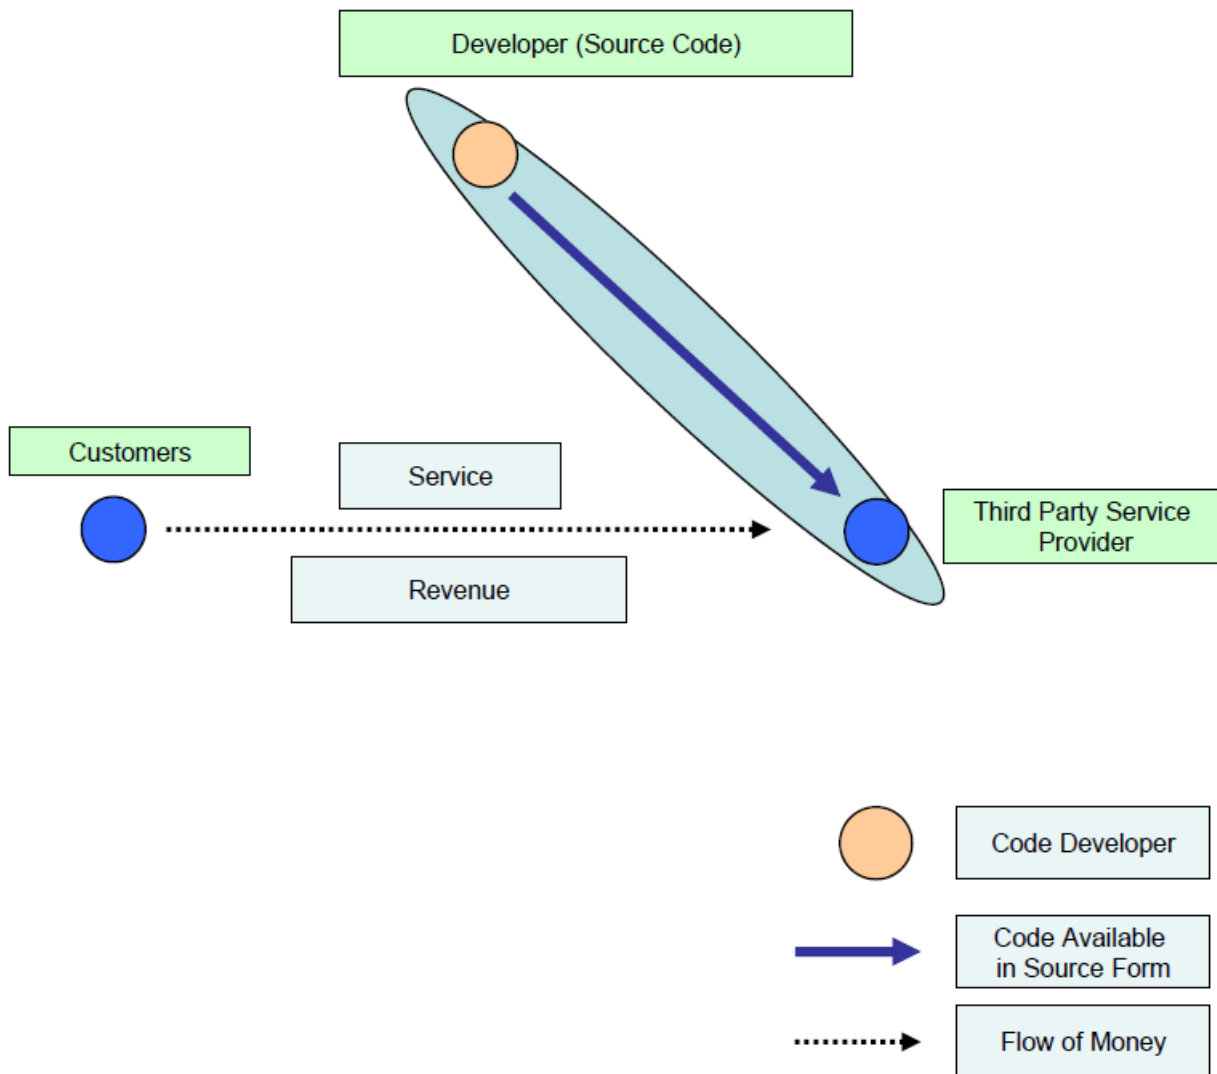 Developer (Source Code)
Customers
Service
Revenue
Third Party Service
Provider
Code Developer
Code Available
in Source Form
Flow of Money